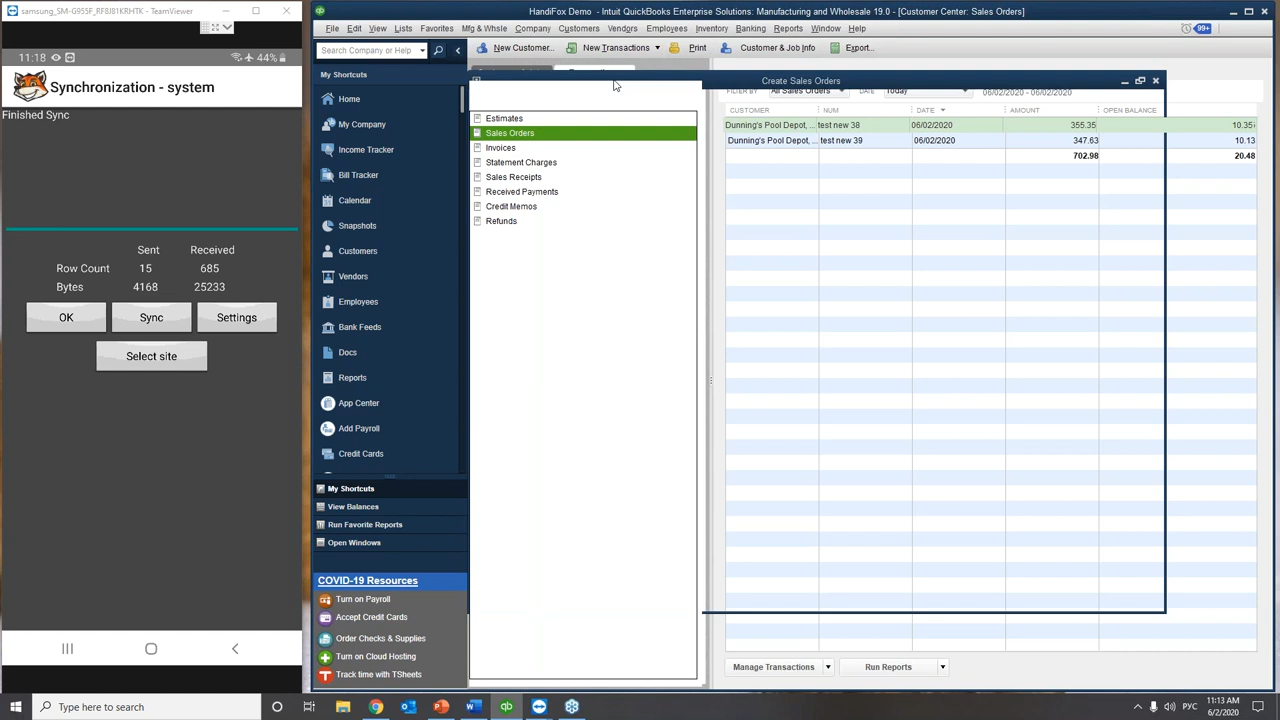 samsung_SM-G955F_RF8J81KRHTK - TeamViewer
11:18
44%
Synchronization - system
Finished Sync
Sent Received
Row Count 15 685
Bytes 4168 25233
OK Sync Settings
Select site
HandiFox Demo - Intuit QuickBooks Enterprise Solutions: Manufacturing and Wholesale 19.0 - [Customer Center: Sales Orders]
File Edit View Lists Favorites Mfg & Whsle Company Customers Vendors Employees Inventory Banking Reports Window Help
99+
Search Company or Help
New Customer... New Transactions Print Customer & Job Info Export...
My Shortcuts
Home
My Company
Income Tracker
Bill Tracker
Calendar
Snapshots
Customers
Vendors
Employees
Bank Feeds
Docs
Reports
App Center
Add Payroll
Credit Cards
My Shortcuts
View Balances
Run Favorite Reports
Open Windows
COVID-19 Resources
Turn on Payroll
Accept Credit Cards
Order Checks & Supplies
Turn on Cloud Hosting
Track time with TSheets
Estimates
Sales Orders
Invoices
Statement Charges
Sales Receipts
Received Payments
Credit Memos
Refunds
Create Sales Orders
FILTER BY All Sales Orders DATE Today 06/02/2020 - 06/02/2020
CUSTOMER NUM DATE AMOUNT OPEN BALANCE
Dunning's Pool Depot, ... test new 38 06/02/2020 355.35 10.35
Dunning's Pool Depot, ... test new 39 06/02/2020 347.63 10.13
702.98 20.48
Manage Transactions Run Reports
Type here to search
РУС
11:13 AM
6/2/2020